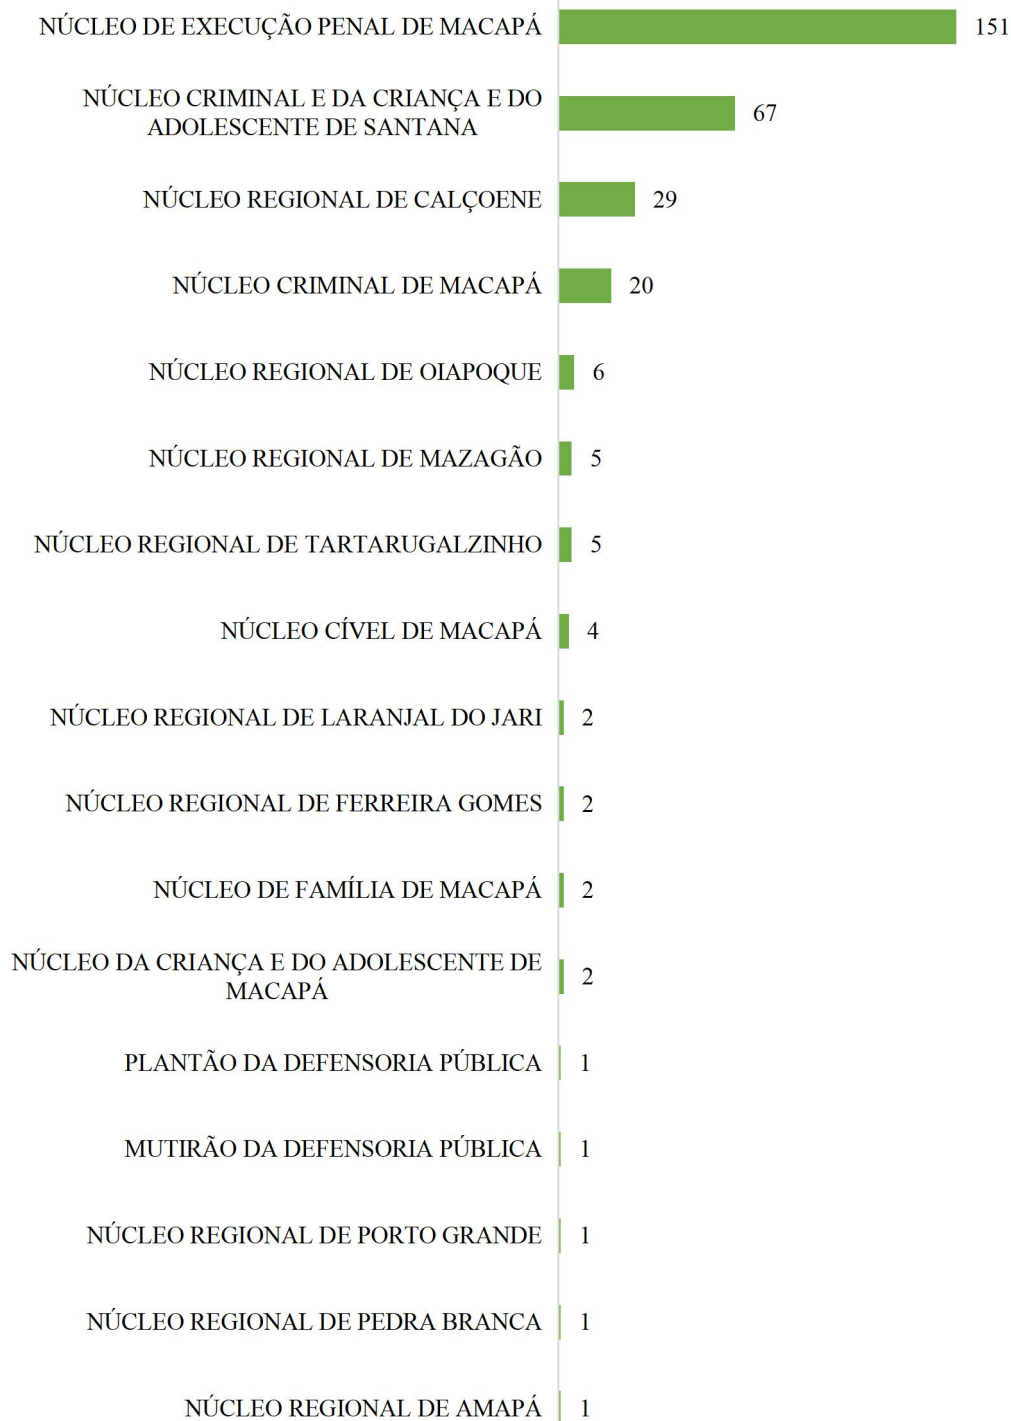 NÚCLEO DE EXECUÇÃO PENAL DE MACAPÁ 151
NÚCLEO CRIMINAL E DA CRIANÇA E DO
ADOLESCENTE DE SANTANA 67
NÚCLEO REGIONAL DE CALÇOENE 29
NÚCLEO CRIMINAL DE MACAPÁ 20
NÚCLEO REGIONAL DE OIAPOQUE 6
NÚCLEO REGIONAL DE MAZAGÃO 5
NÚCLEO REGIONAL DE TARTARUGALZINHO 5
NÚCLEO CÍVEL DE MACAPÁ 4
NÚCLEO REGIONAL DE LARANJAL DO JARI 2
NÚCLEO REGIONAL DE FERREIRA GOMES 2
NÚCLEO DE FAMÍLIA DE MACAPÁ 2
NÚCLEO DA CRIANÇA E DO ADOLESCENTE DE
MACAPÁ 2
PLANTÃO DA DEFENSORIA PÚBLICA 1
MUTIRÃO DA DEFENSORIA PÚBLICA 1
NÚCLEO REGIONAL DE PORTO GRANDE 1
NÚCLEO REGIONAL DE PEDRA BRANCA 1
NÚCLEO REGIONAL DE AMAPÁ 1